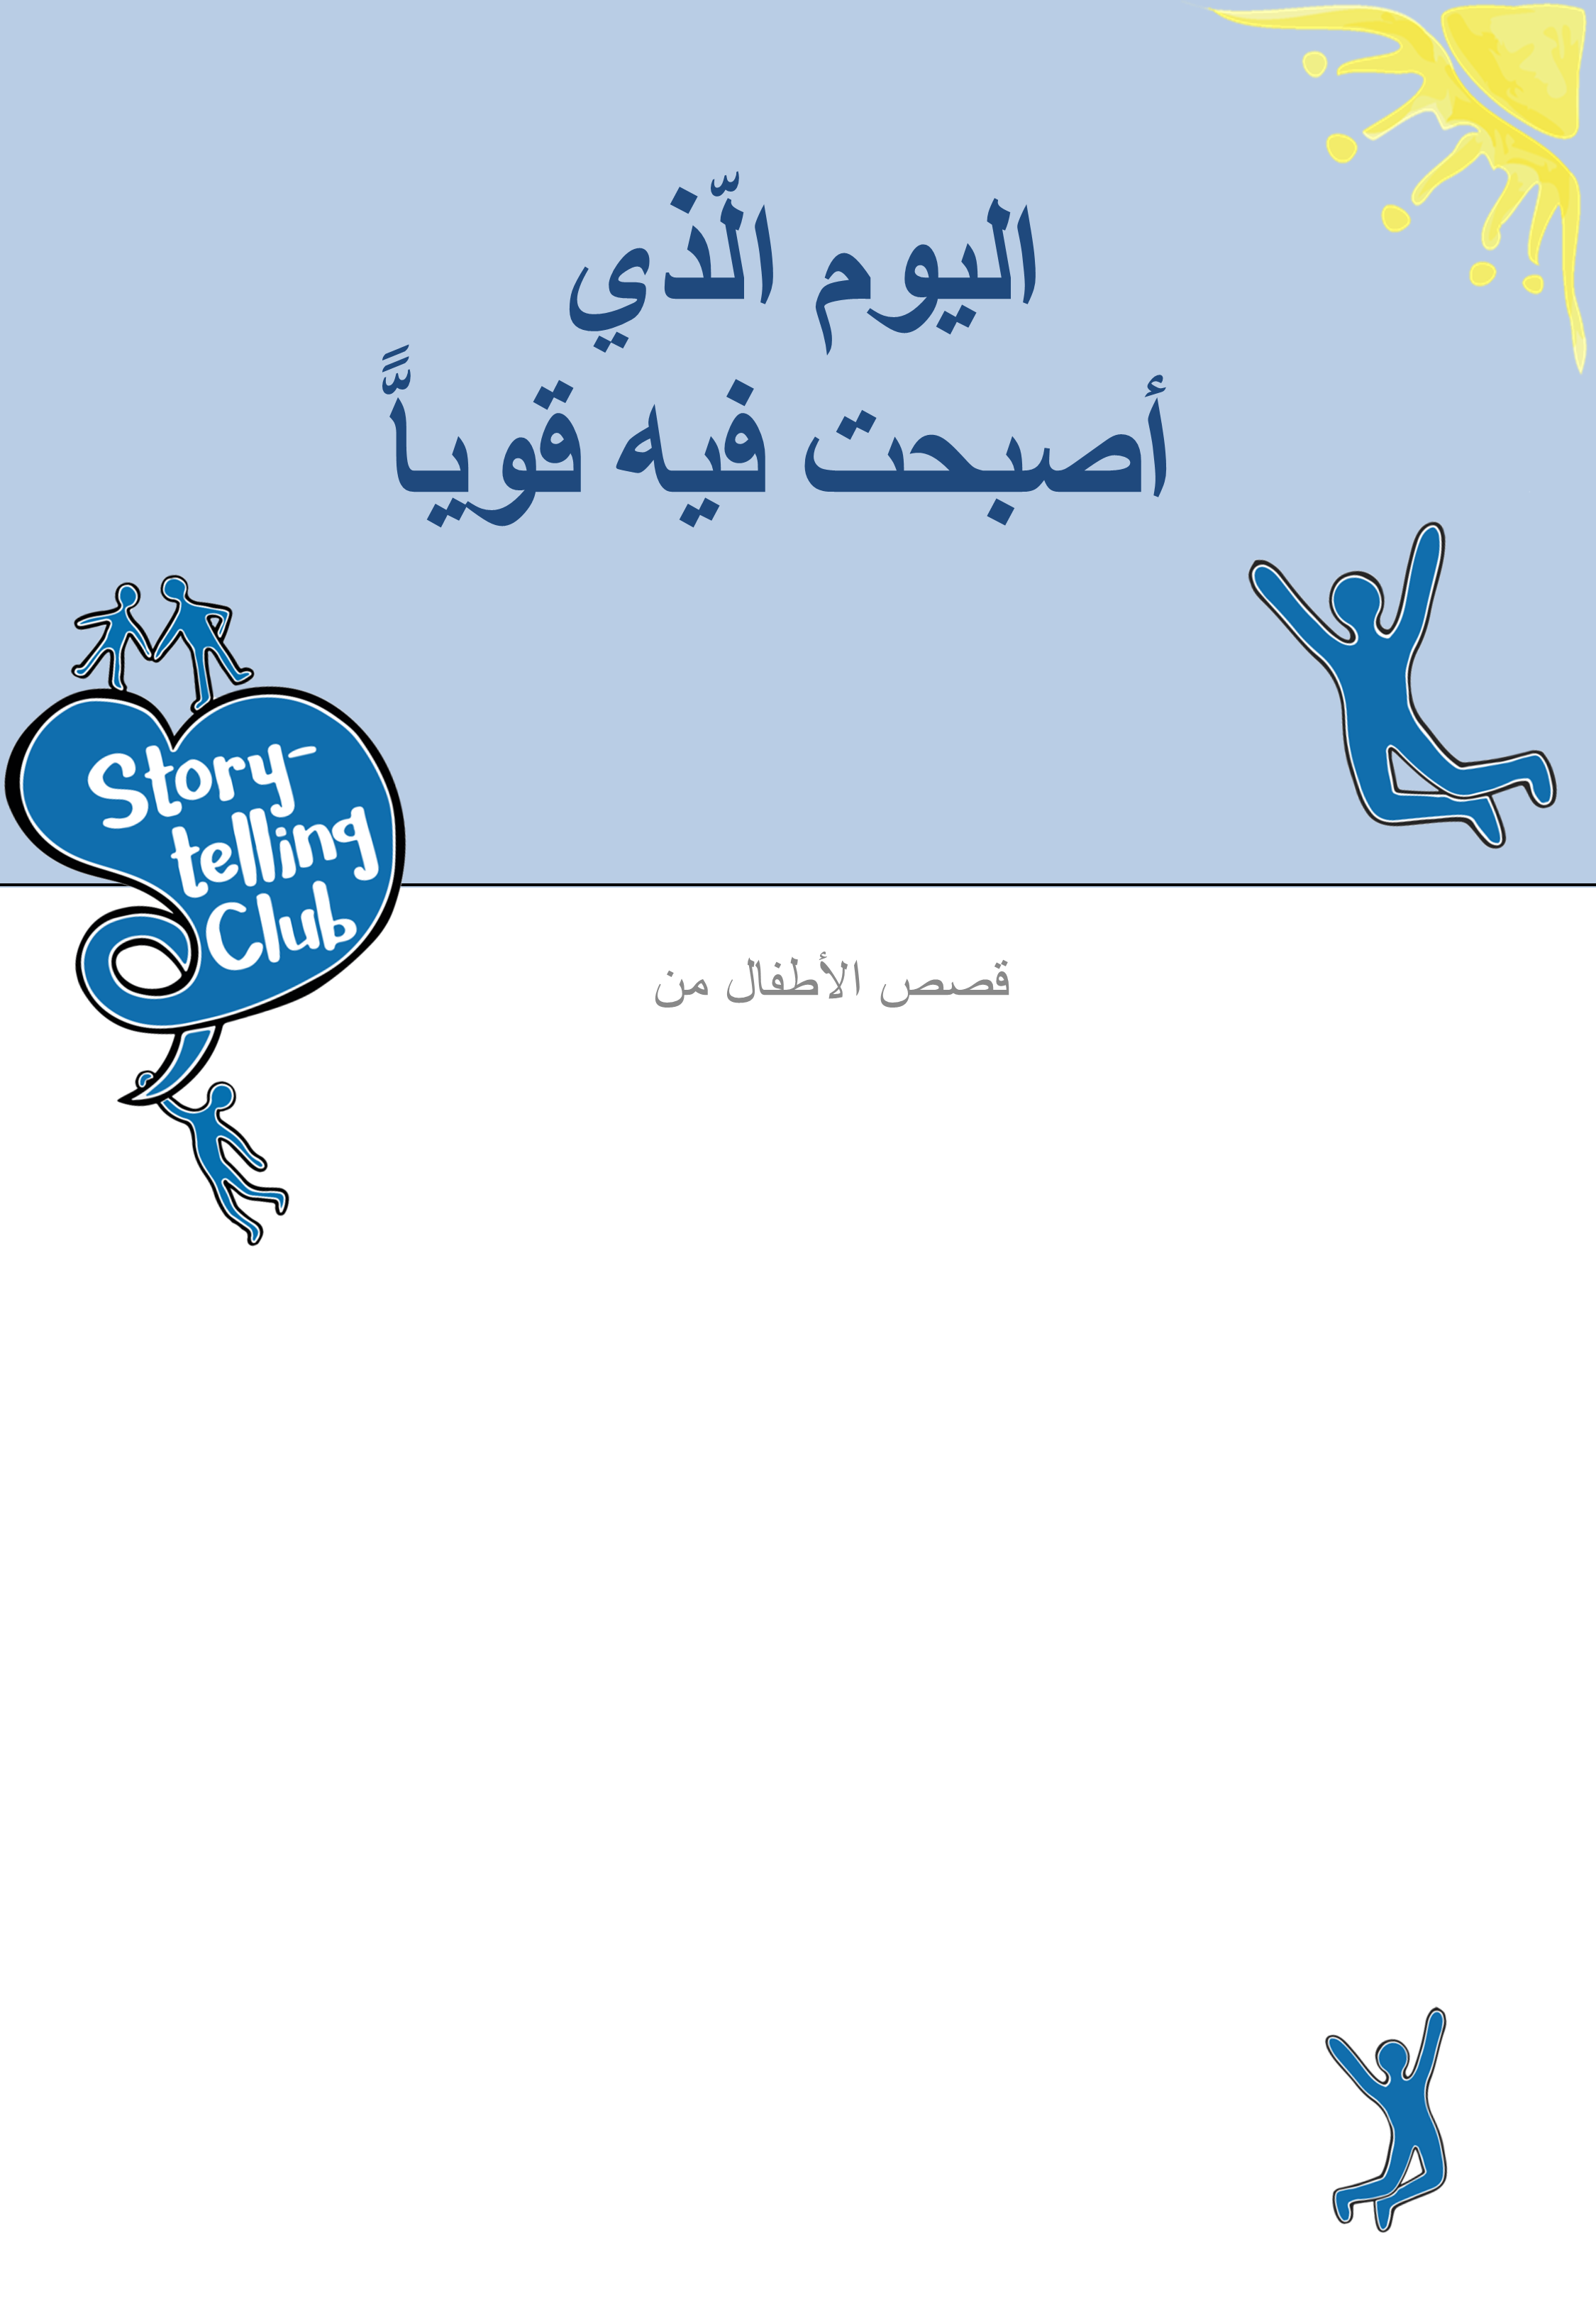 اليوم الّذي
أصبحت فيه قوياًّ
Story-
telling
Club
قصص الأطفال من